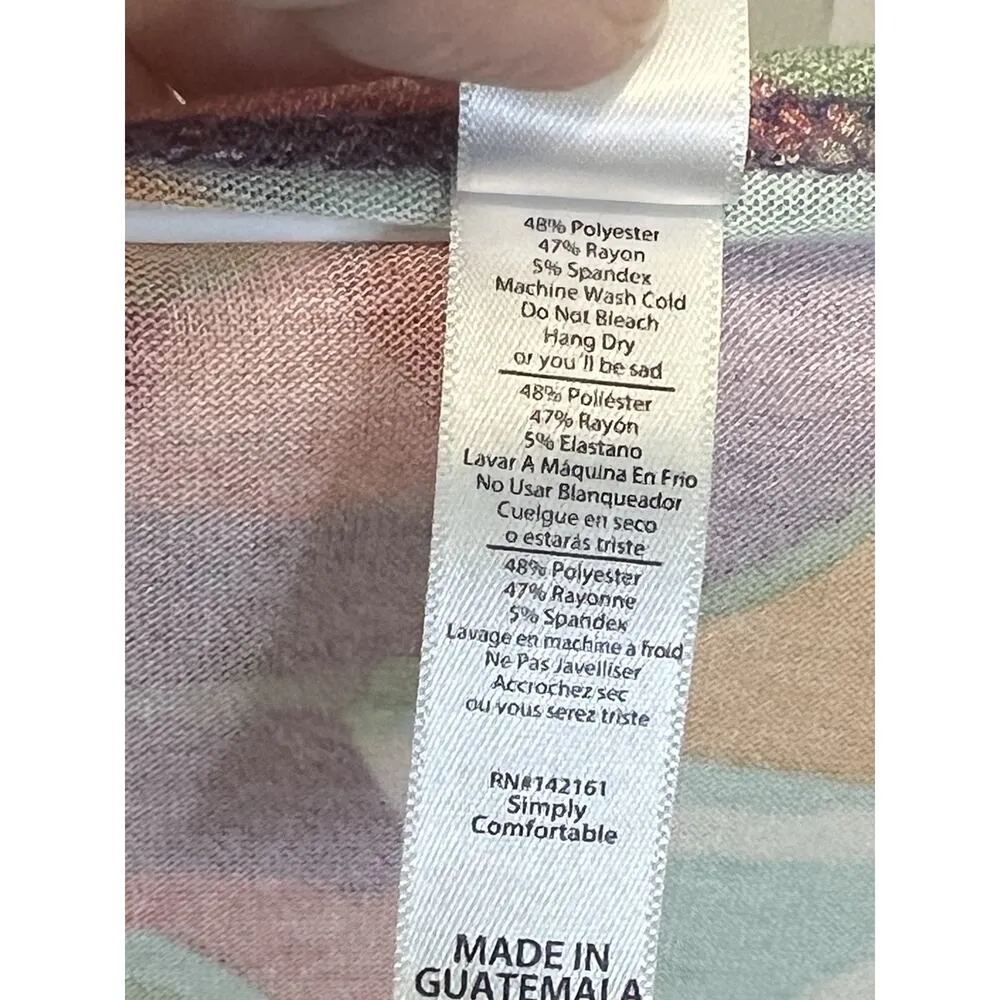 48% Polyester
47% Rayon
5% Spandex
Machine Wash Cold
Do Not Bleach
Hang Dry
or you'll be sad
48% Poliéster
47% Rayón
5% Elastano
Lavar A Máquina En Frio
No Usar Blanqueador
Cuelgue en seco
o estarás triste
48% Polyester
47% Rayonne
5% Spandex
Lavage en machine à froid
Ne Pas Javelliser
Accrochez sec
ou vous serez triste
RN#142161
Simply
Comfortable
MADE IN
GUATEMALA